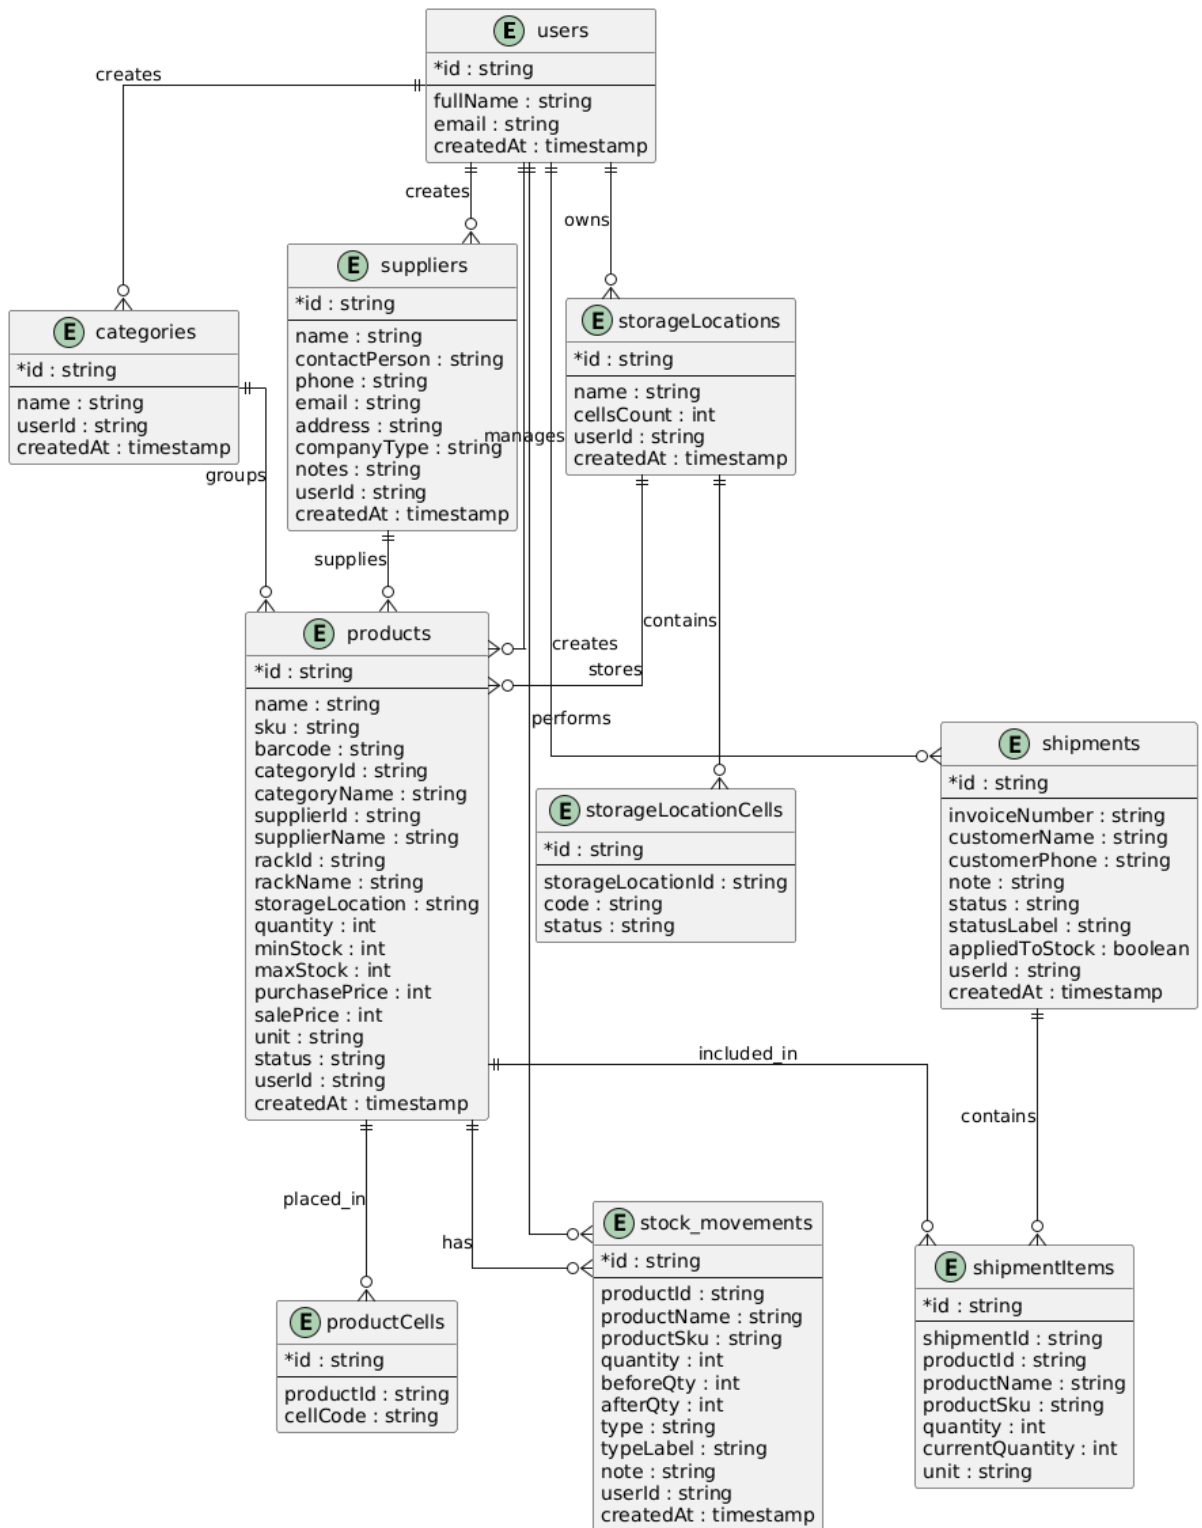 E users
*id : string
fullName : string
email : string
createdAt : timestamp
creates
creates
owns
E suppliers
*id : string
name : string
contactPerson : string
phone : string
email : string
address : string
companyType : string
notes : string
userId : string
createdAt : timestamp
E storageLocations
*id : string
name : string
cellsCount : int
userId : string
createdAt : timestamp
E categories
*id : string
name : string
userId : string
createdAt : timestamp
manages
groups
supplies
contains
creates
stores
performs
E products
*id : string
name : string
sku : string
barcode : string
categoryId : string
categoryName : string
supplierId : string
supplierName : string
rackId : string
rackName : string
storageLocation : string
quantity : int
minStock : int
maxStock : int
purchasePrice : int
salePrice : int
unit : string
status : string
userId : string
createdAt : timestamp
E storageLocationCells
*id : string
storageLocationId : string
code : string
status : string
E shipments
*id : string
invoiceNumber : string
customerName : string
customerPhone : string
note : string
status : string
statusLabel : string
appliedToStock : boolean
userId : string
createdAt : timestamp
included_in
contains
placed_in
has
E productCells
*id : string
productId : string
cellCode : string
E stock_movements
*id : string
productId : string
productName : string
productSku : string
quantity : int
beforeQty : int
afterQty : int
type : string
typeLabel : string
note : string
userId : string
createdAt : timestamp
E shipmentItems
*id : string
shipmentId : string
productId : string
productName : string
productSku : string
quantity : int
currentQuantity : int
unit : string